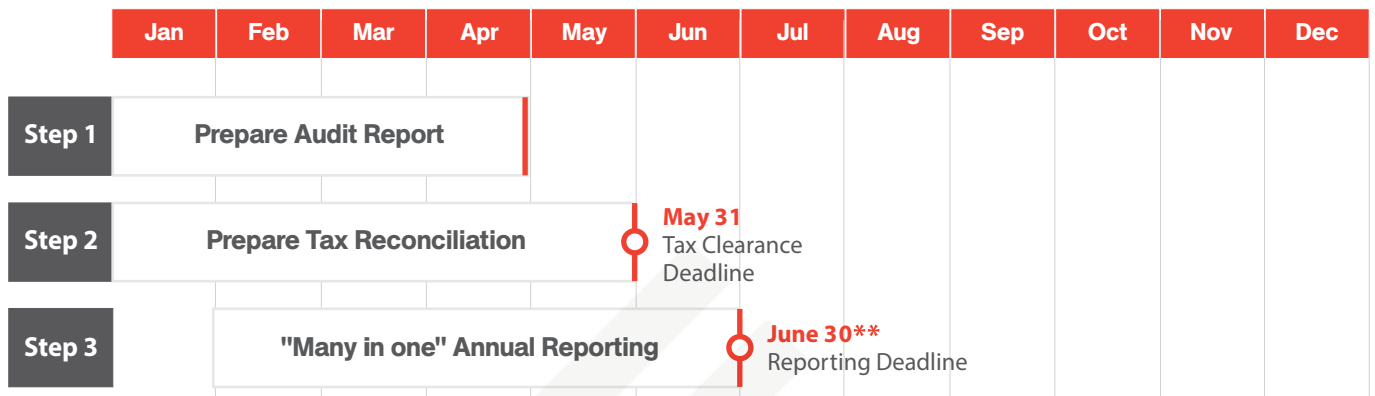 Jan Feb Mar Apr May Jun Jul Aug Sep Oct Nov Dec
Step 1
Prepare Audit Report
Step 2
Prepare Tax Reconciliation
May 31
Tax Clearance
Deadline
Step 3
"Many in one" Annual Reporting
June 30**
Reporting Deadline